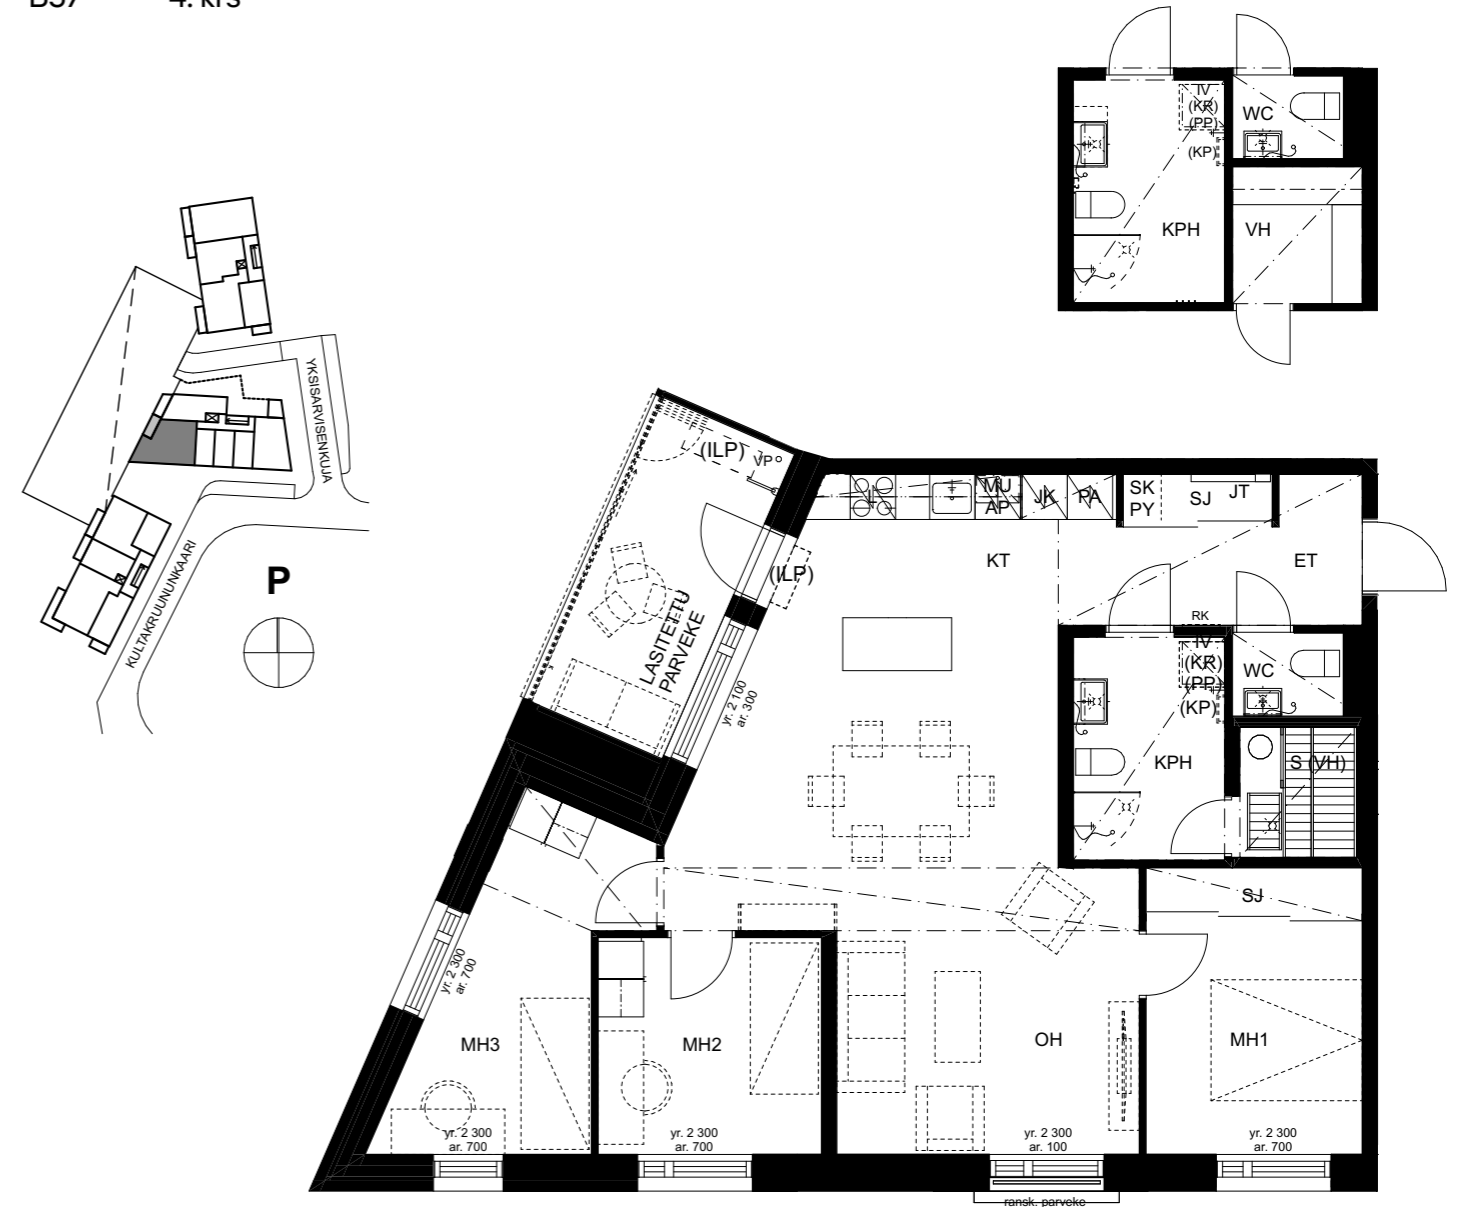 B57 4. krs
IV
(KR)
(PP)
(KP)
WC
KPH
VH
YKSISARVISENKUJA
KULTAKRUUNUNKAARI
P
(ILP)
VP
(ILP)
LASITETTU
PARVEKE
yr. 2 100
ar. 300
L
MU
AP
JK
PA
SK
PY
SJ
JT
KT
ET
RK
IV
(KR)
(PP)
(KP)
WC
KPH
S (VH)
SJ
yr. 2 300
ar. 700
MH3
MH2
OH
MH1
yr. 2 300
ar. 700
yr. 2 300
ar. 700
yr. 2 300
ar. 100
yr. 2 300
ar. 700
ransk. parveke